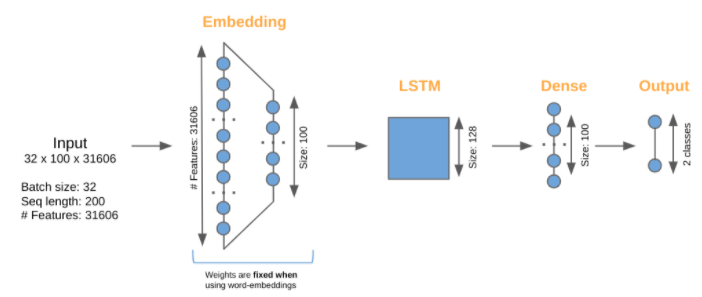 Embedding
LSTM
Dense
Output
Input
32 x 100 x 31606
Batch size: 32
Seq length: 200
# Features: 31606
# Features: 31606
Size: 100
Size: 128
Size: 100
2 classes
Weights are fixed when
using word-embeddings